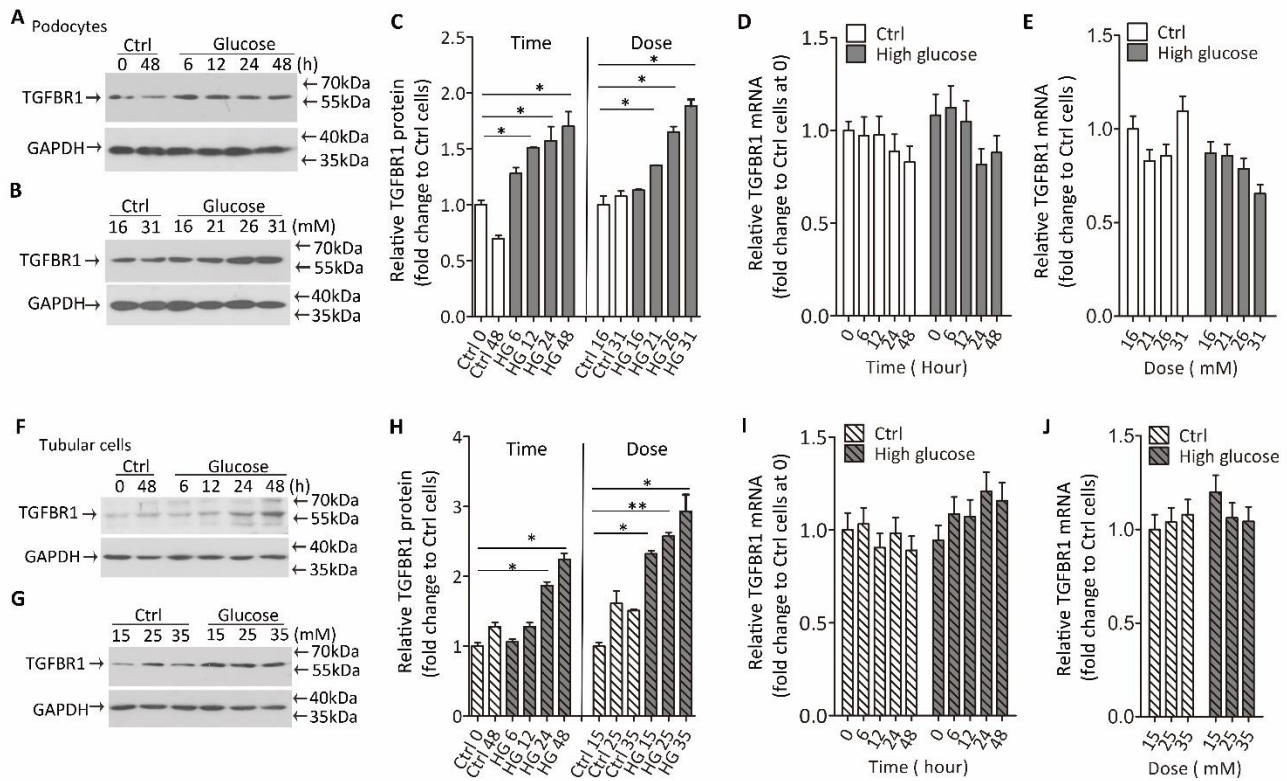 A
Podocytes
Ctrl Glucose
0 48 6 12 24 48 (h)
TGFBR1→ ←70kDa
←55kDa
GAPDH→ ←40kDa
←35kDa
B
Ctrl Glucose
16 31 16 21 26 31 (mM)
TGFBR1→ ←70kDa
←55kDa
GAPDH→ ←40kDa
←35kDa
C
Relative TGFBR1 protein
(fold change to Ctrl cells)
2.5
2.0
1.5
1.0
0.5
0.0
Time Dose
* * *
* * *
Ctrl 0 Ctrl 48 HG 6 HG 12 HG 24 HG 48 Ctrl 16 Ctrl 31 HG 16 HG 21 HG 26 HG 31
D
Relative TGFBR1 mRNA
(fold change to Ctrl cells at 0)
1.5
1.0
0.5
0.0
Ctrl
High glucose
0 6 12 24 48 0 6 12 24 48
Time ( Hour)
E
Relative TGFBR1 mRNA
(fold change to Ctrl cells )
1.5
1.0
0.5
0.0
Ctrl
High glucose
16 21 26 31 16 21 26 31
Dose ( mM)
F
Tubular cells
Ctrl Glucose
0 48 6 12 24 48 (h)
TGFBR1→ ←70kDa
←55kDa
GAPDH→ ←40kDa
←35kDa
G
Ctrl Glucose
15 25 35 15 25 35 (mM)
TGFBR1→ ←70kDa
←55kDa
GAPDH→ ←40kDa
←35kDa
H
Relative TGFBR1 protein
(fold change to Ctrl cells)
4
3
2
1
0
Time Dose
* *
* ** *
Ctrl 0 Ctrl 48 HG 6 HG 12 HG 24 HG 48 Ctrl 15 Ctrl 25 Ctrl 35 HG 15 HG 25 HG 35
I
Relative TGFBR1 mRNA
(fold change to Ctrl cells at 0)
1.5
1.0
0.5
0.0
Ctrl
High glucose
0 6 12 24 48 0 6 12 24 48
Time ( hour)
J
Relative TGFBR1 mRNA
(fold change to Ctrl cells)
1.5
1.0
0.5
0.0
Ctrl
High glucose
15 25 35 15 25 35
Dose ( mM)